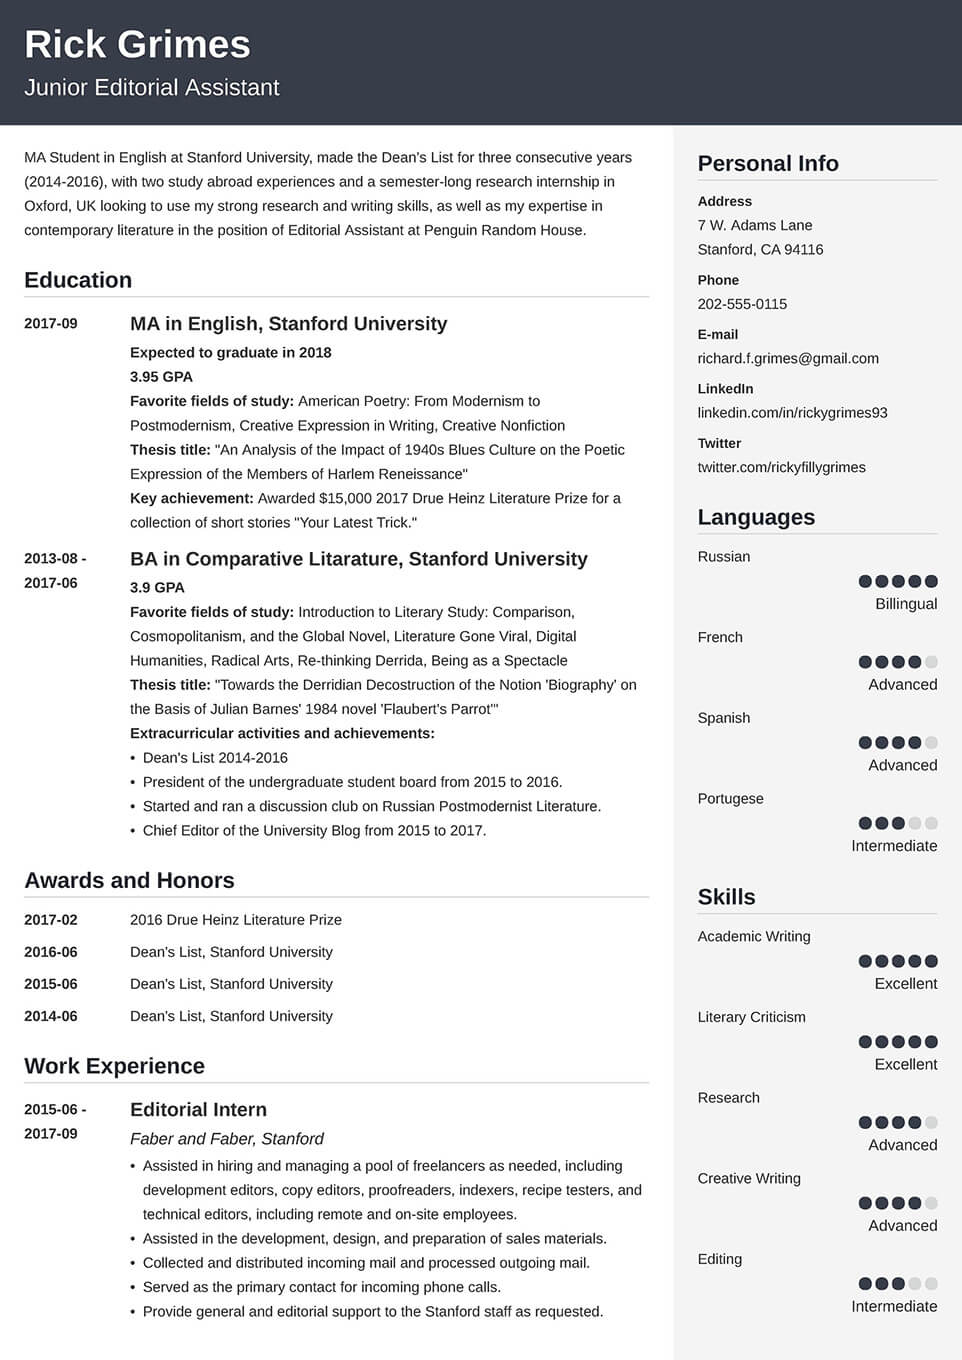 Rick Grimes
Junior Editorial Assistant
MA Student in English at Stanford University, made the Dean's List for three consecutive years
(2014-2016), with two study abroad experiences and a semester-long research internship in
Oxford, UK looking to use my strong research and writing skills, as well as my expertise in
contemporary literature in the position of Editorial Assistant at Penguin Random House.
Education
2017-09
MA in English, Stanford University
Expected to graduate in 2018
3.95 GPA
Favorite fields of study: American Poetry: From Modernism to
Postmodernism, Creative Expression in Writing, Creative Nonfiction
Thesis title: "An Analysis of the Impact of 1940s Blues Culture on the Poetic
Expression of the Members of Harlem Reneissance"
Key achievement: Awarded $15,000 2017 Drue Heinz Literature Prize for a
collection of short stories "Your Latest Trick."
2013-08 -
2017-06
BA in Comparative Litarature, Stanford University
3.9 GPA
Favorite fields of study: Introduction to Literary Study: Comparison,
Cosmopolitanism, and the Global Novel, Literature Gone Viral, Digital
Humanities, Radical Arts, Re-thinking Derrida, Being as a Spectacle
Thesis title: "Towards the Derridian Decostruction of the Notion 'Biography' on
the Basis of Julian Barnes' 1984 novel 'Flaubert's Parrot'"
Extracurricular activities and achievements:
• Dean's List 2014-2016
• President of the undergraduate student board from 2015 to 2016.
• Started and ran a discussion club on Russian Postmodernist Literature.
• Chief Editor of the University Blog from 2015 to 2017.
Awards and Honors
2017-02 2016 Drue Heinz Literature Prize
2016-06 Dean's List, Stanford University
2015-06 Dean's List, Stanford University
2014-06 Dean's List, Stanford University
Work Experience
2015-06 -
2017-09
Editorial Intern
Faber and Faber, Stanford
• Assisted in hiring and managing a pool of freelancers as needed, including
development editors, copy editors, proofreaders, indexers, recipe testers, and
technical editors, including remote and on-site employees.
• Assisted in the development, design, and preparation of sales materials.
• Collected and distributed incoming mail and processed outgoing mail.
• Served as the primary contact for incoming phone calls.
• Provide general and editorial support to the Stanford staff as requested.
Personal Info
Address
7 W. Adams Lane
Stanford, CA 94116
Phone
202-555-0115
E-mail
richard.f.grimes@gmail.com
LinkedIn
linkedin.com/in/rickygrimes93
Twitter
twitter.com/rickyfillygrimes
Languages
Russian
Billingual
French
Advanced
Spanish
Advanced
Portugese
Intermediate
Skills
Academic Writing
Excellent
Literary Criticism
Excellent
Research
Advanced
Creative Writing
Advanced
Editing
Intermediate